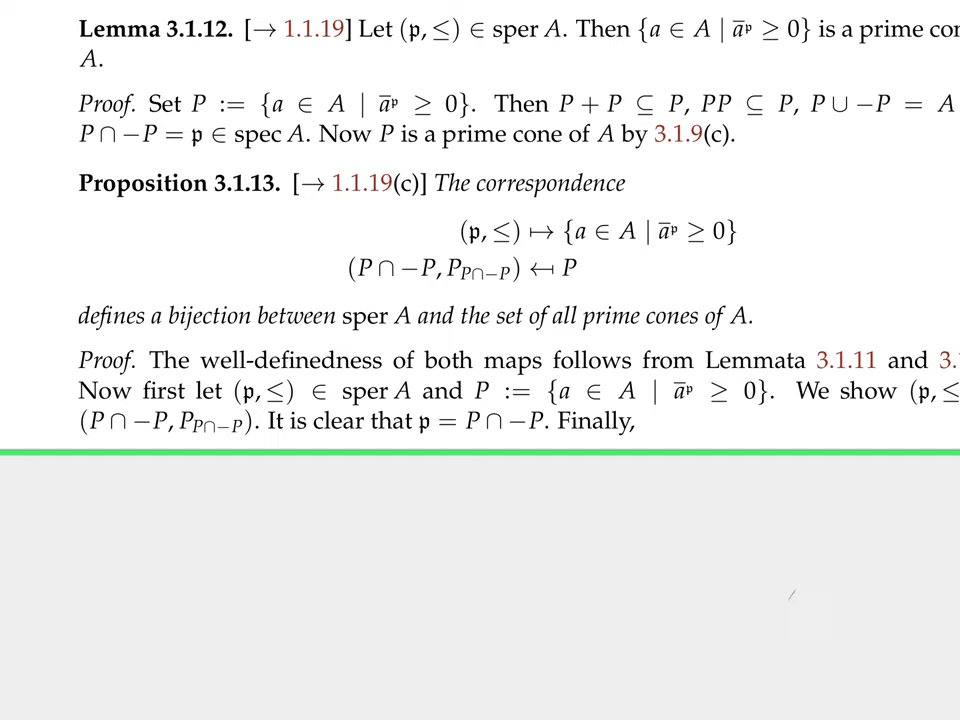 Lemma 3.1.12. [→ 1.1.19] Let (𝔭, ≤) ∈ sper A. Then {a ∈ A | a̅^𝔭 ≥ 0} is a prime
A.
Proof. Set P := {a ∈ A | a̅^𝔭 ≥ 0}. Then P + P ⊆ P, PP ⊆ P, P ∪ −P = A
P ∩ −P = 𝔭 ∈ spec A. Now P is a prime cone of A by 3.1.9(c).
Proposition 3.1.13. [→ 1.1.19(c)] The correspondence
(𝔭, ≤) ↦ {a ∈ A | a̅^𝔭 ≥ 0}
(P ∩ −P, P_{P∩−P}) ↤ P
defines a bijection between sper A and the set of all prime cones of A.
Proof. The well-definedness of both maps follows from Lemmata 3.1.11 and
Now first let (𝔭, ≤) ∈ sper A and P := {a ∈ A | a̅^𝔭 ≥ 0}. We show (𝔭, ≤
(P ∩ −P, P_{P∩−P}). It is clear that 𝔭 = P ∩ −P. Finally,